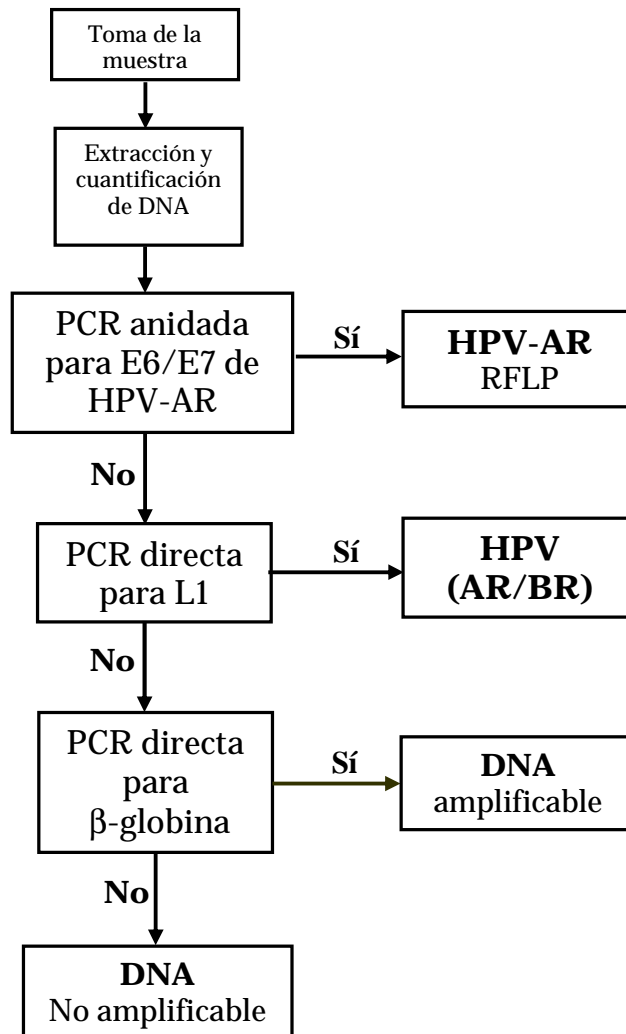 Toma de la
muestra
Extracción y
cuantificación
de DNA
PCR anidada
para E6/E7 de
HPV-AR
Sí
HPV-AR
RFLP
No
PCR directa
para L1
Sí
HPV
(AR/BR)
No
PCR directa
para
β-globina
Sí
DNA
amplificable
No
DNA
No amplificable